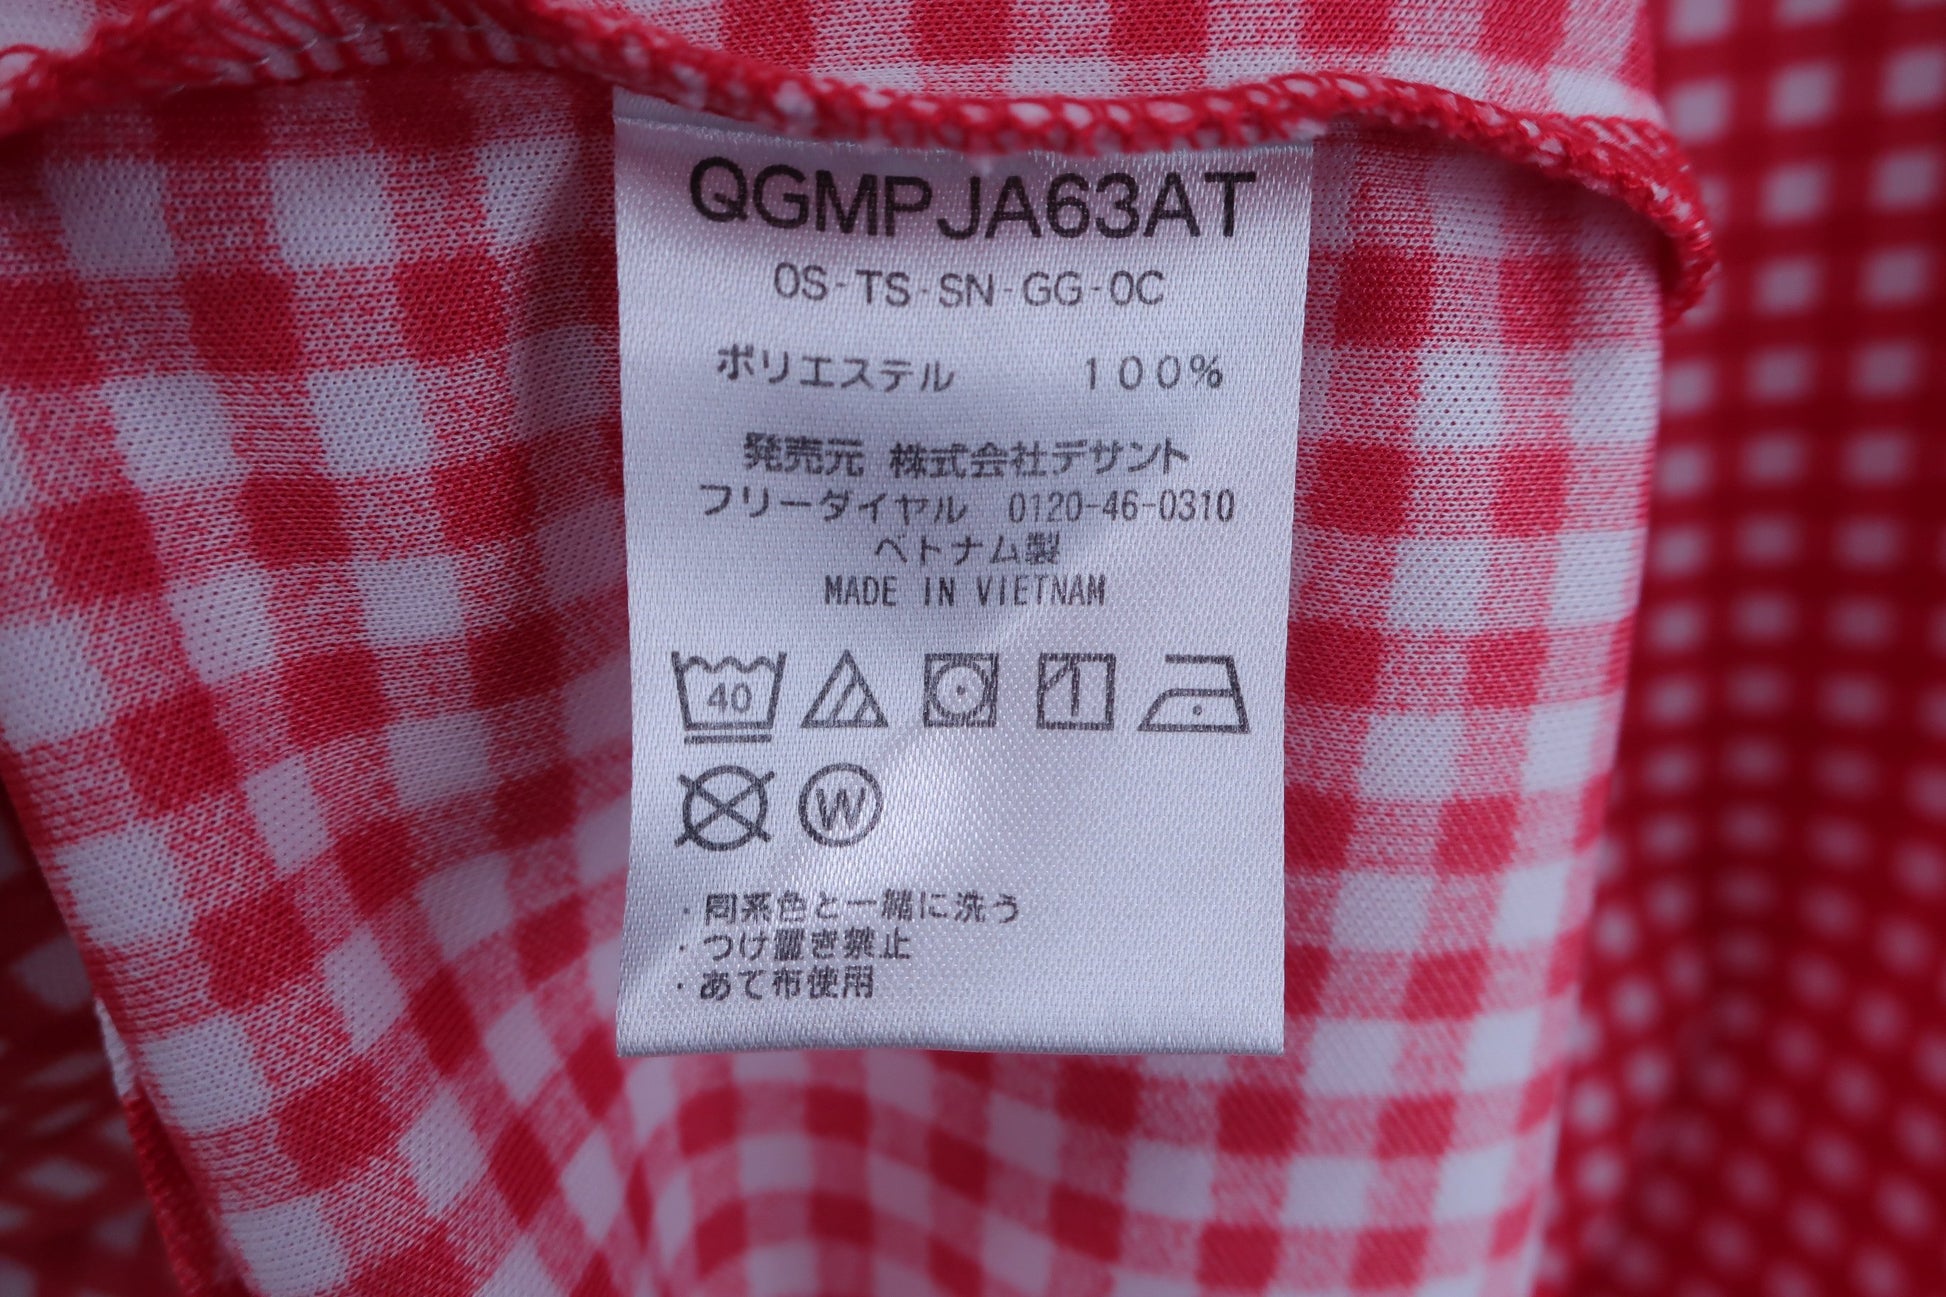 QGMPJA63AT
OS-TS-SN-GG-OC
ポリエステル 100%
発売元 株式会社デサント
フリーダイヤル 0120-46-0310
ベトナム製
MADE IN VIETNAM
40
W
・同系色と一緒に洗う
・つけ置き禁止
・あて布使用